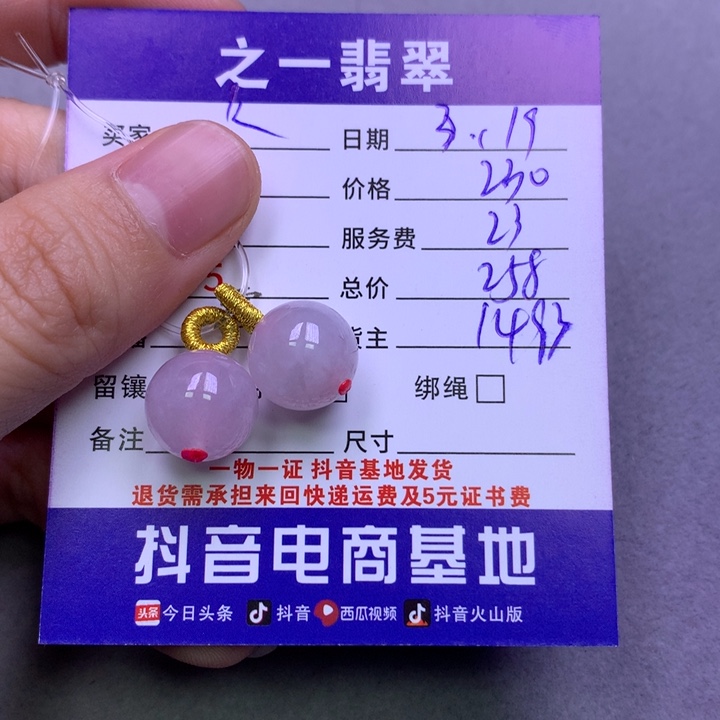 之一翡翠
买家
日期 3.19
价格 230
服务费 23
5
总价 258
货主 1493
留镶 绑绳
备注 尺寸
一物一证 抖音基地发货
退货需承担来回快递运费及5元证书费
抖音电商基地
头条 今日头条 抖音 西瓜视频 抖音火山版